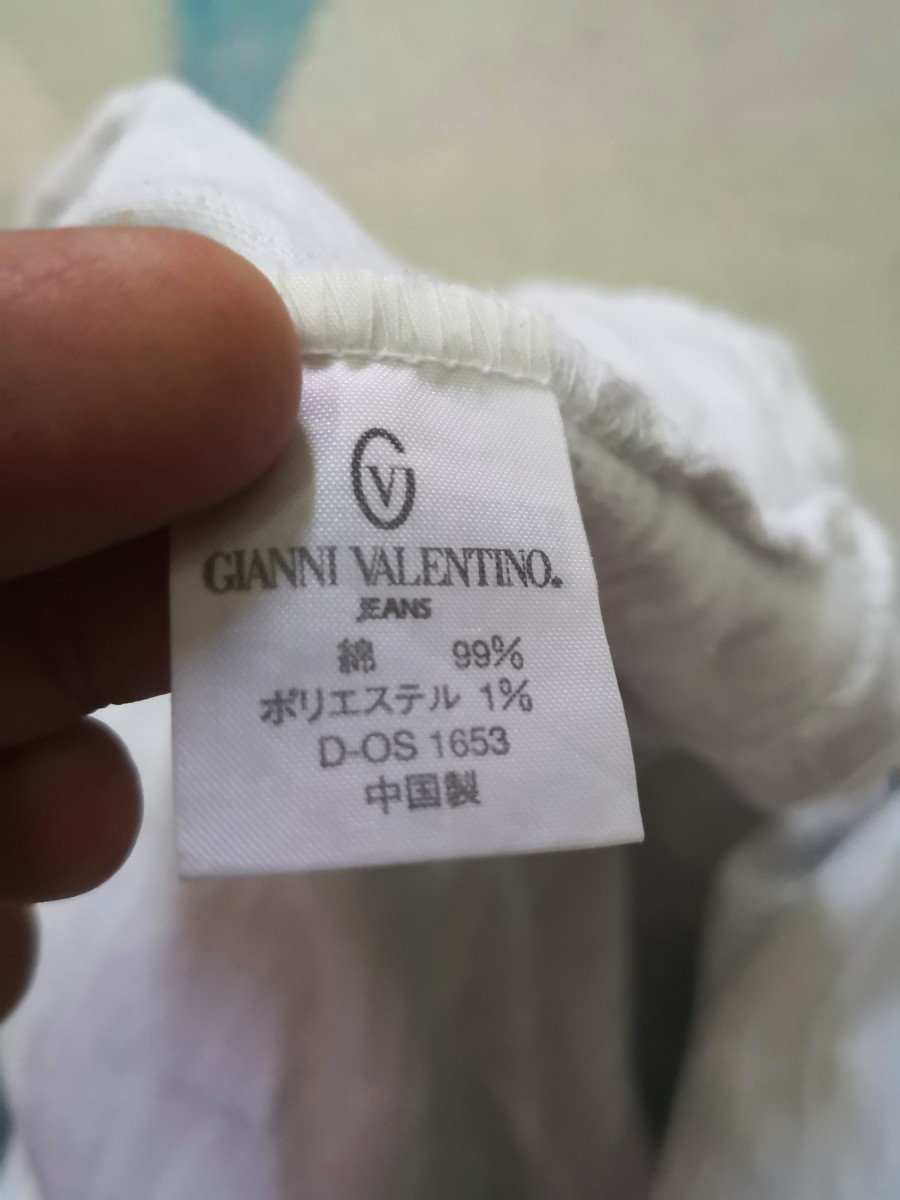 GV
GIANNI VALENTINO.
JEANS
綿 99%
ポリエステル 1%
D-OS 1653
中国製